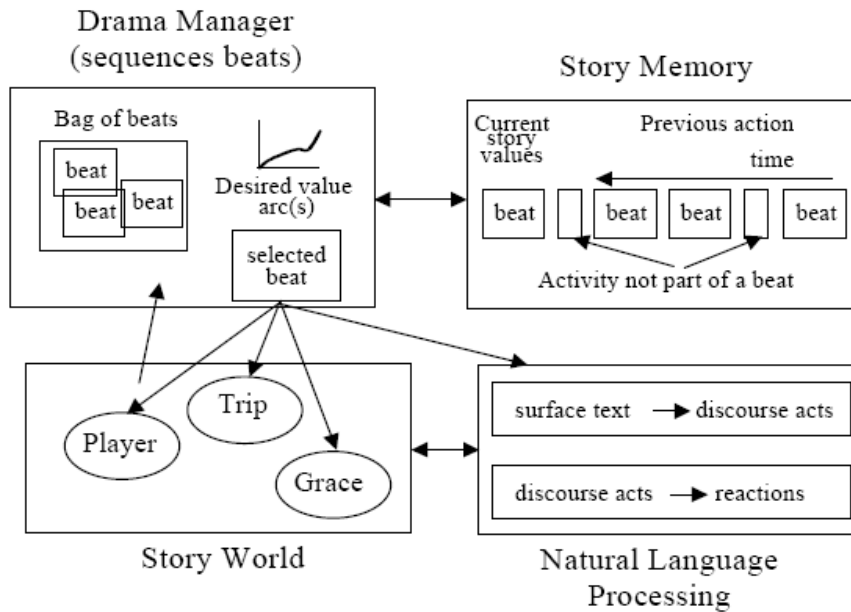 Drama Manager
(sequences beats)
Bag of beats
beat
beat
beat
Desired value
arc(s)
selected
beat
Story Memory
Current
story
values
Previous action
time
beat
beat
beat
beat
Activity not part of a beat
Player
Trip
Grace
Story World
surface text
discourse acts
discourse acts
reactions
Natural Language
Processing